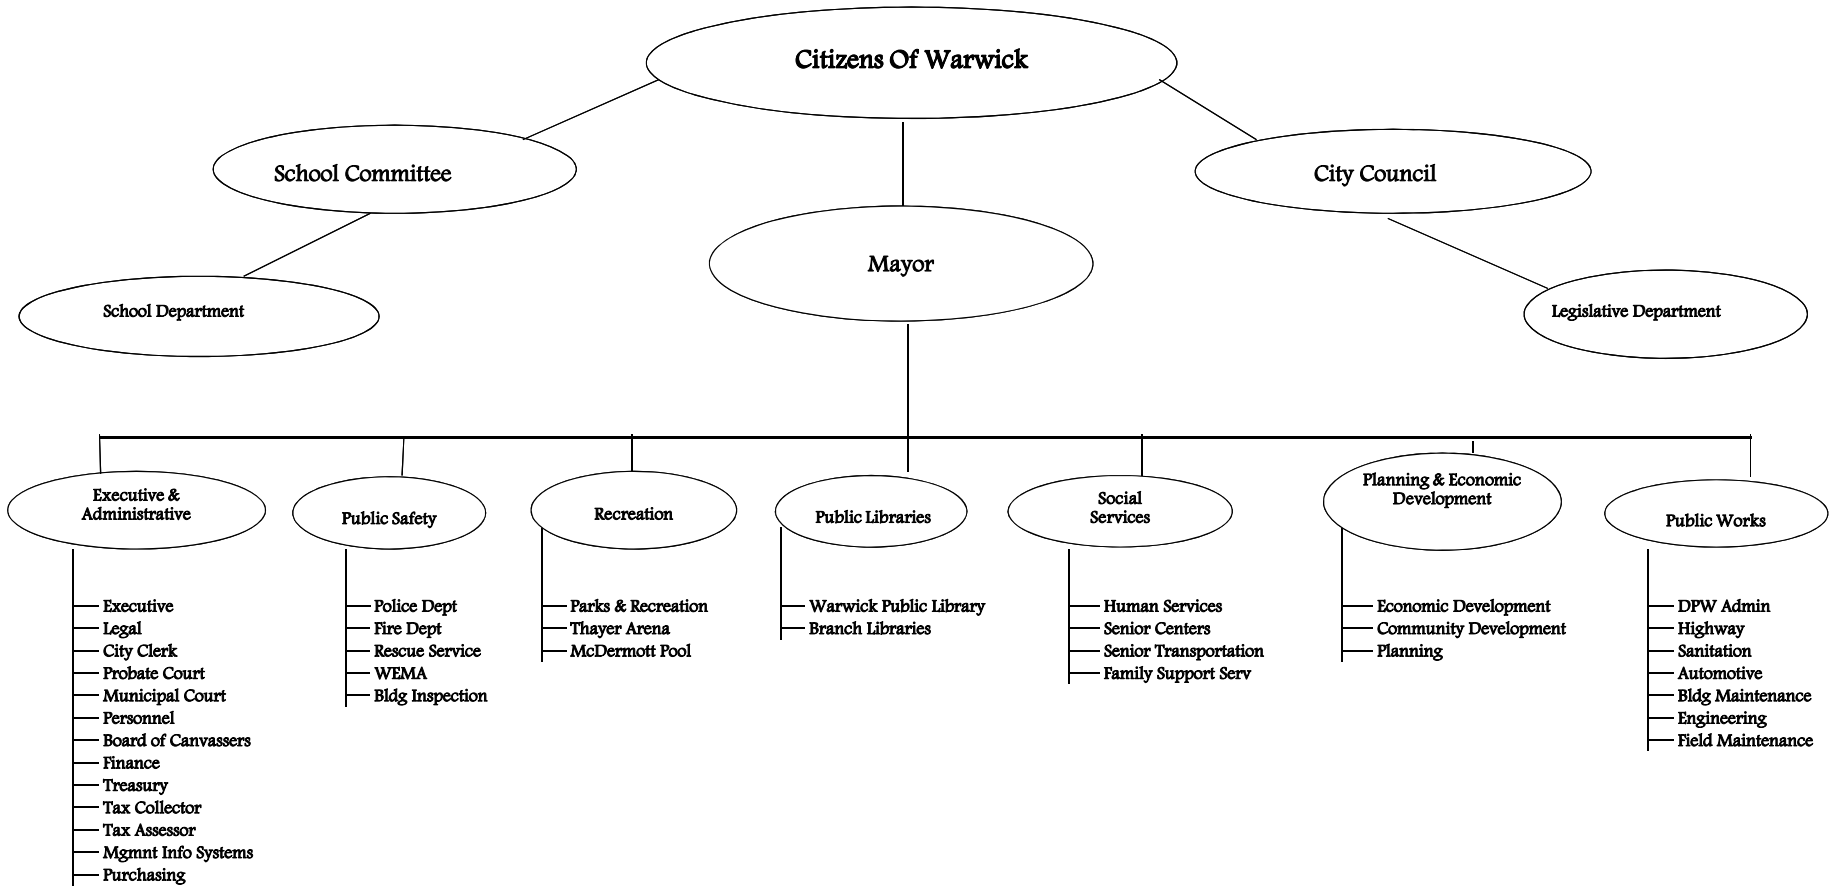 Citizens Of Warwick
School Committee
City Council
Mayor
School Department
Legislative Department
Executive &
Administrative
Public Safety
Recreation
Public Libraries
Social
Services
Planning & Economic
Development
Public Works
Executive
Legal
City Clerk
Probate Court
Municipal Court
Personnel
Board of Canvassers
Finance
Treasury
Tax Collector
Tax Assessor
Mgmnt Info Systems
Purchasing
Police Dept
Fire Dept
Rescue Service
WEMA
Bldg Inspection
Parks & Recreation
Thayer Arena
McDermott Pool
Warwick Public Library
Branch Libraries
Human Services
Senior Centers
Senior Transportation
Family Support Serv
Economic Development
Community Development
Planning
DPW Admin
Highway
Sanitation
Automotive
Bldg Maintenance
Engineering
Field Maintenance